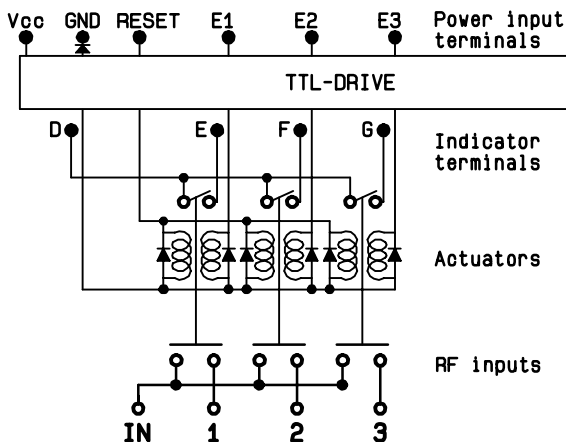 Vcc GND RESET E1 E2 E3 Power input
terminals
TTL-DRIVE
D E F G Indicator
terminals
Actuators
RF inputs
IN 1 2 3